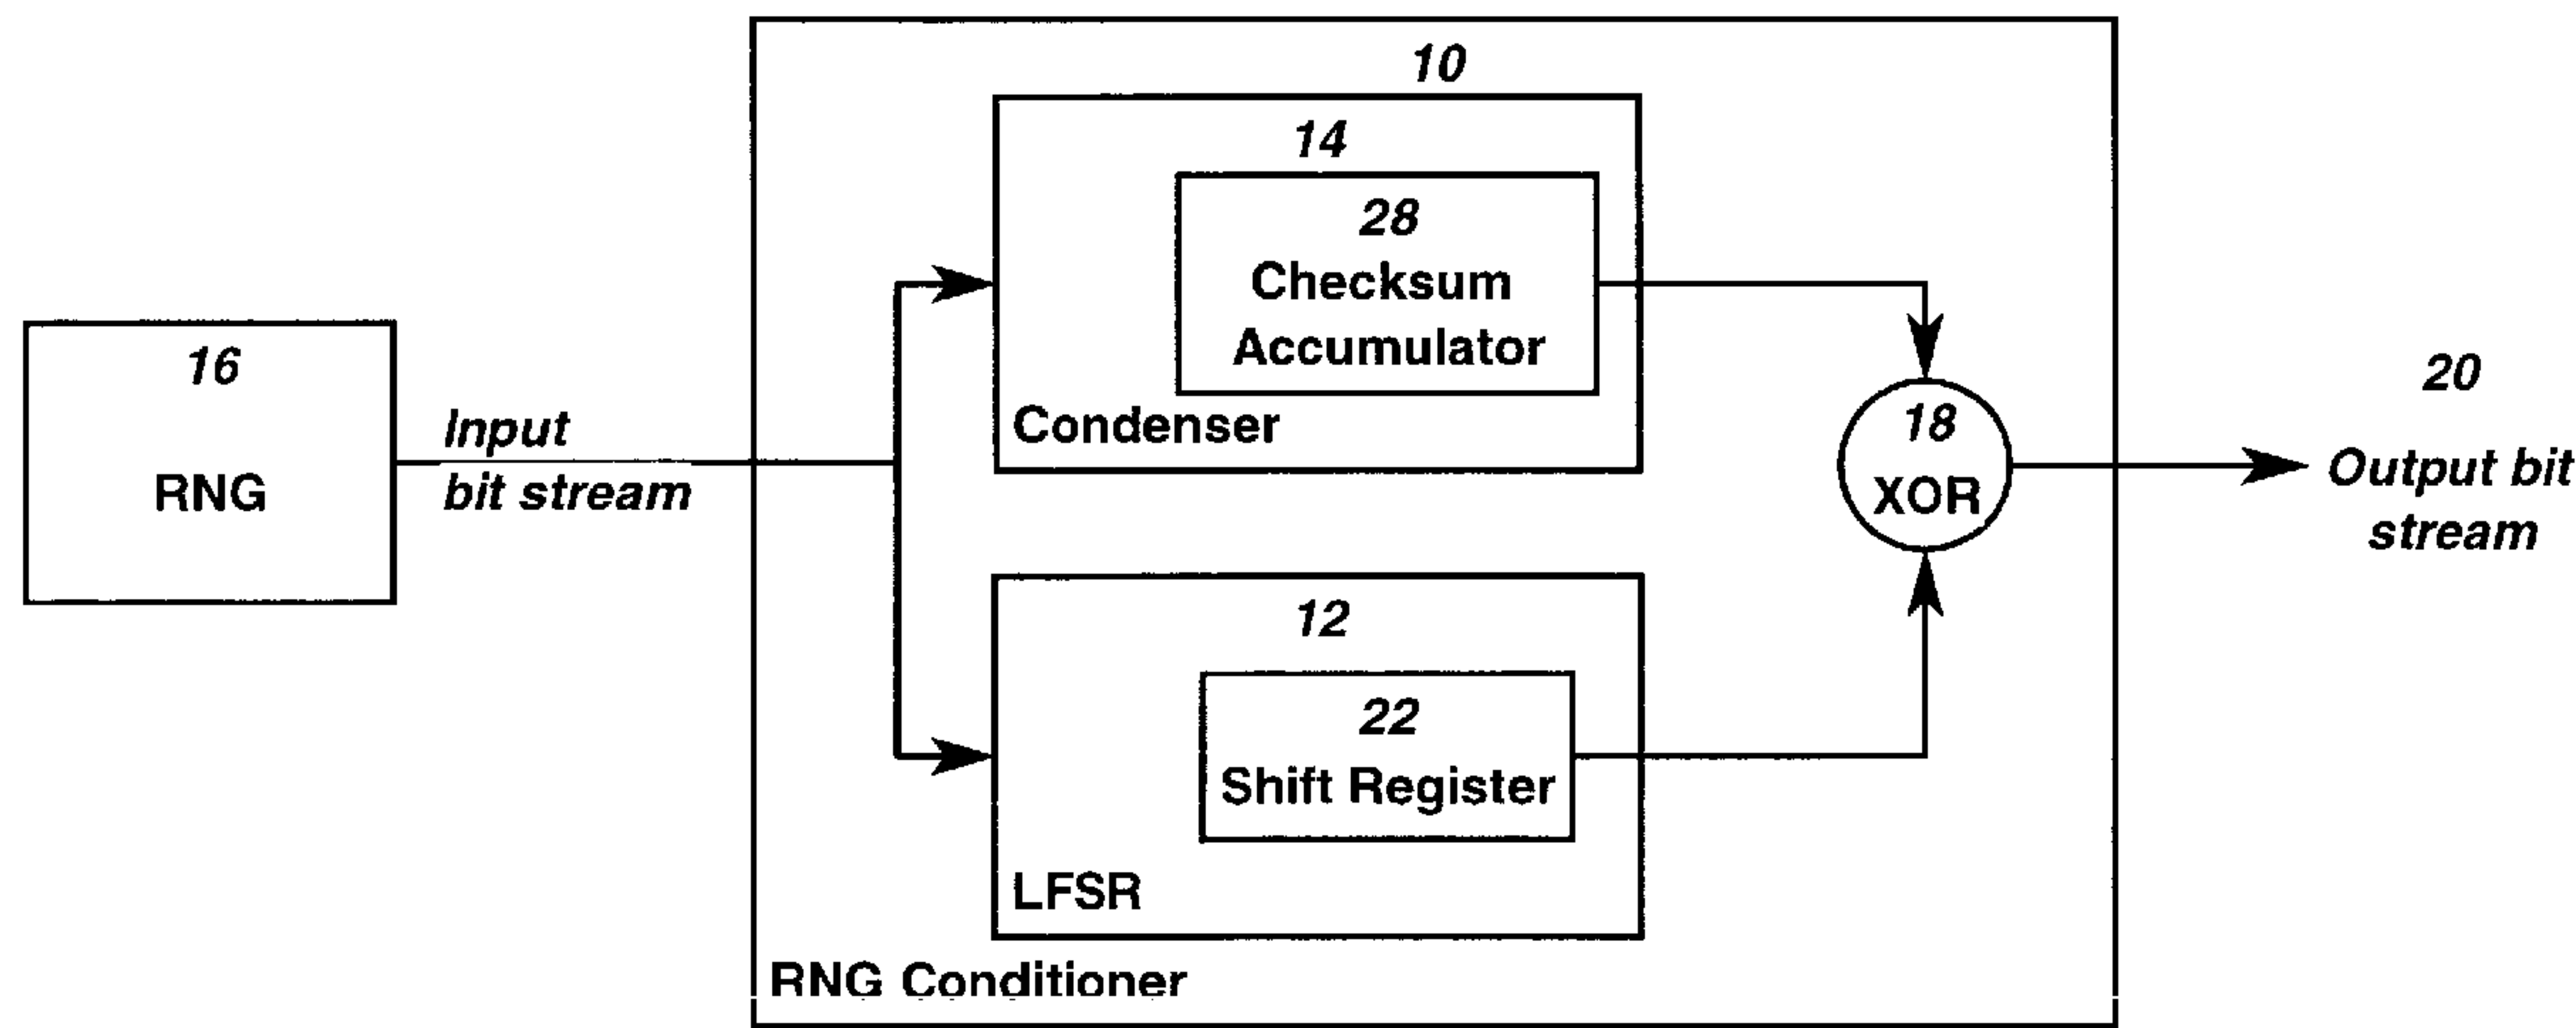 16
RNG
Input
bit stream
10
14
28
Checksum
Accumulator
Condenser
12
22
Shift Register
LFSR
RNG Conditioner
18
XOR
20
Output bit
stream